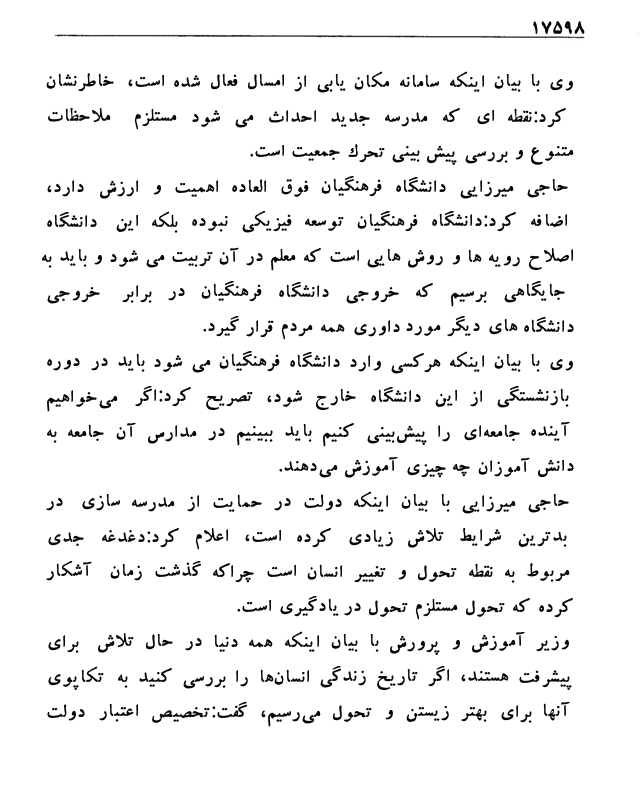 ۱۷۵۹۸
وی با بیان اینکه سامانه مکان یابی از امسال فعال شده است، خاطرنشان
کرد:نقطه ای که مدرسه جدید احداث می شود مستلزم ملاحظات
متنوع و بررسی پیش بینی تحرك جمعیت است.
حاجی میرزایی دانشگاه فرهنگیان فوق العاده اهمیت و ارزش دارد،
اضافه کرد:دانشگاه فرهنگیان توسعه فیزیکی نبوده بلکه این دانشگاه
اصلاح رویه ها و روش هایی است که معلم در آن تربیت می شود و باید به
جایگاهی برسیم که خروجی دانشگاه فرهنگیان در برابر خروجی
دانشگاه های دیگر مورد داوری همه مردم قرار گیرد.
وی با بیان اینکه هرکسی وارد دانشگاه فرهنگیان می شود باید در دوره
بازنشستگی از این دانشگاه خارج شود، تصریح کرد:اگر می‌خواهیم
آینده جامعه‌ای را پیش‌بینی کنیم باید ببینیم در مدارس آن جامعه به
دانش آموزان چه چیزی آموزش می‌دهند.
حاجی میرزایی با بیان اینکه دولت در حمایت از مدرسه سازی در
بدترین شرایط تلاش زیادی کرده است، اعلام کرد:دغدغه جدی
مربوط به نقطه تحول و تغییر انسان است چراکه گذشت زمان آشکار
کرده که تحول مستلزم تحول در یادگیری است.
وزیر آموزش و پرورش با بیان اینکه همه دنیا در حال تلاش برای
پیشرفت هستند، اگر تاریخ زندگی انسان‌ها را بررسی کنید به تکاپوی
آنها برای بهتر زیستن و تحول می‌رسیم، گفت:تخصیص اعتبار دولت